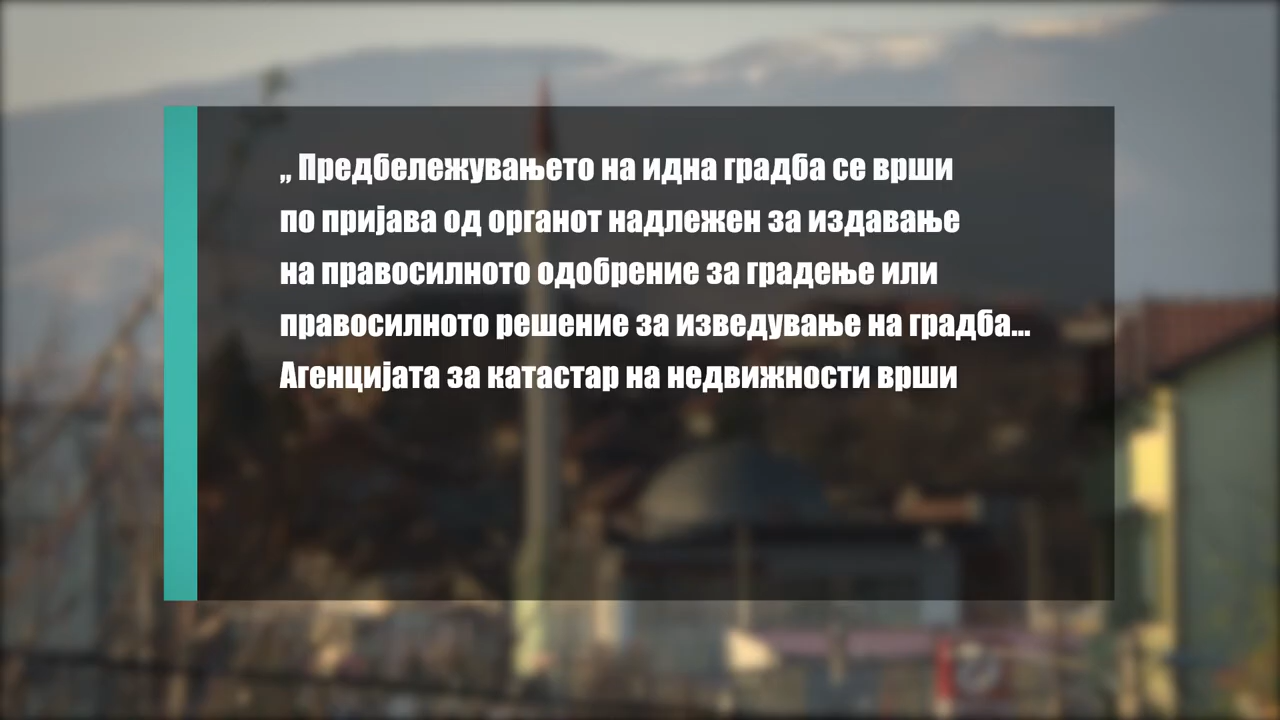 „ Предбележувањето на идна градба се врши
по пријава од органот надлежен за издавање
на правосилното одобрение за градење или
правосилното решение за изведување на градба...
Агенцијата за катастар на недвижности врши